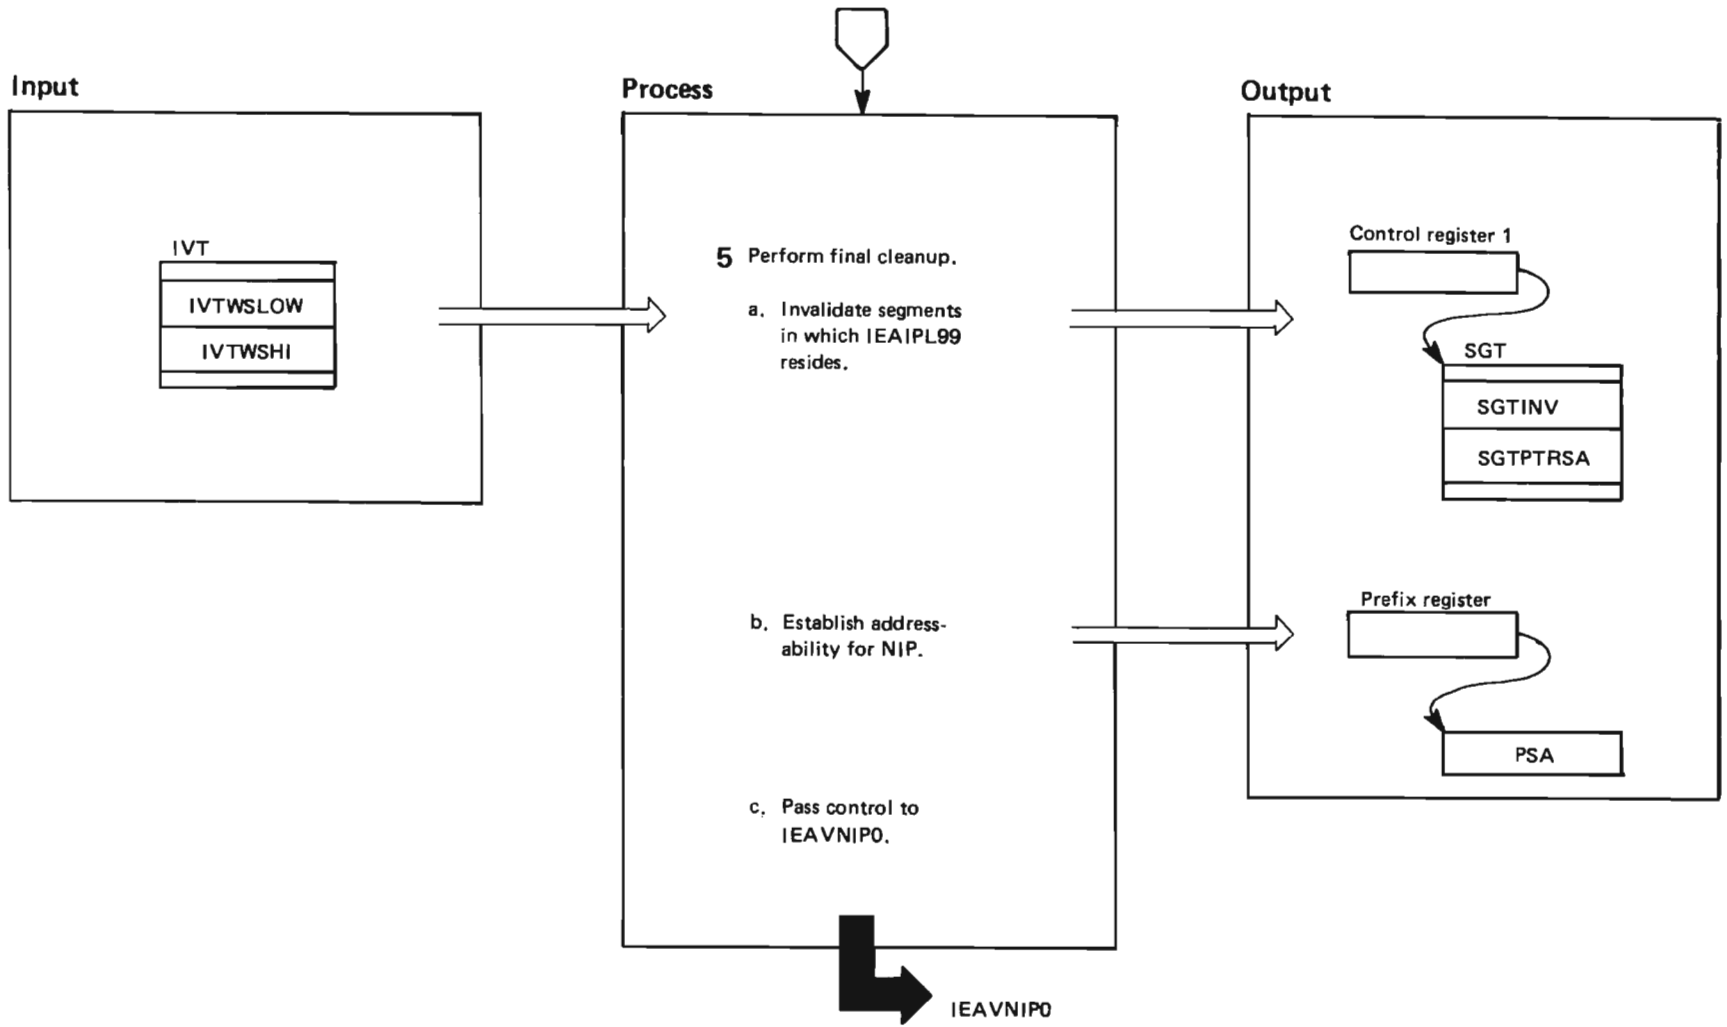 Input
Process
Output
IVT
IVTWSLOW
IVTWSHI
5 Perform final cleanup.
a. Invalidate segments
in which IEAIPL99
resides.
b. Establish address-
ability for NIP.
c. Pass control to
IEAVNIP0.
IEAVNIP0
Control register 1
SGT
SGTINV
SGTPTRSA
Prefix register
PSA